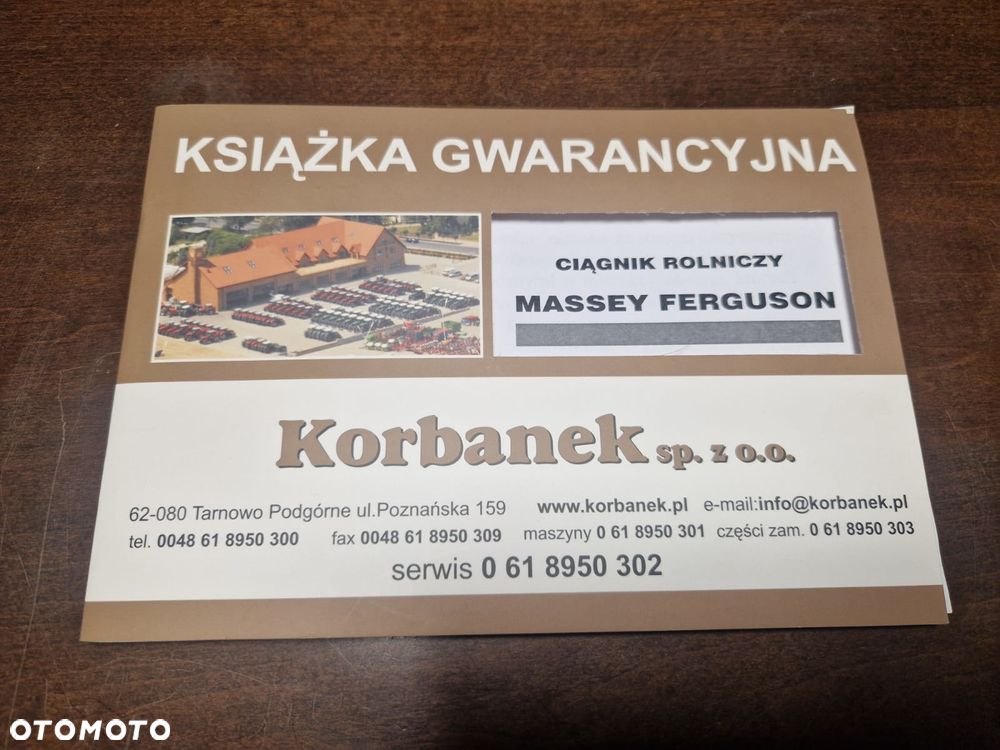 KSIĄŻKA GWARANCYJNA
CIĄGNIK ROLNICZY
MASSEY FERGUSON
Korbanek sp. z o.o.
62-080 Tarnowo Podgórne ul.Poznańska 159 www.korbanek.pl e-mail:info@korbanek.pl
tel. 0048 61 8950 300 fax 0048 61 8950 309 maszyny 0 61 8950 301 części zam. 0 61 8950 303
serwis 0 61 8950 302
OTOMOTO